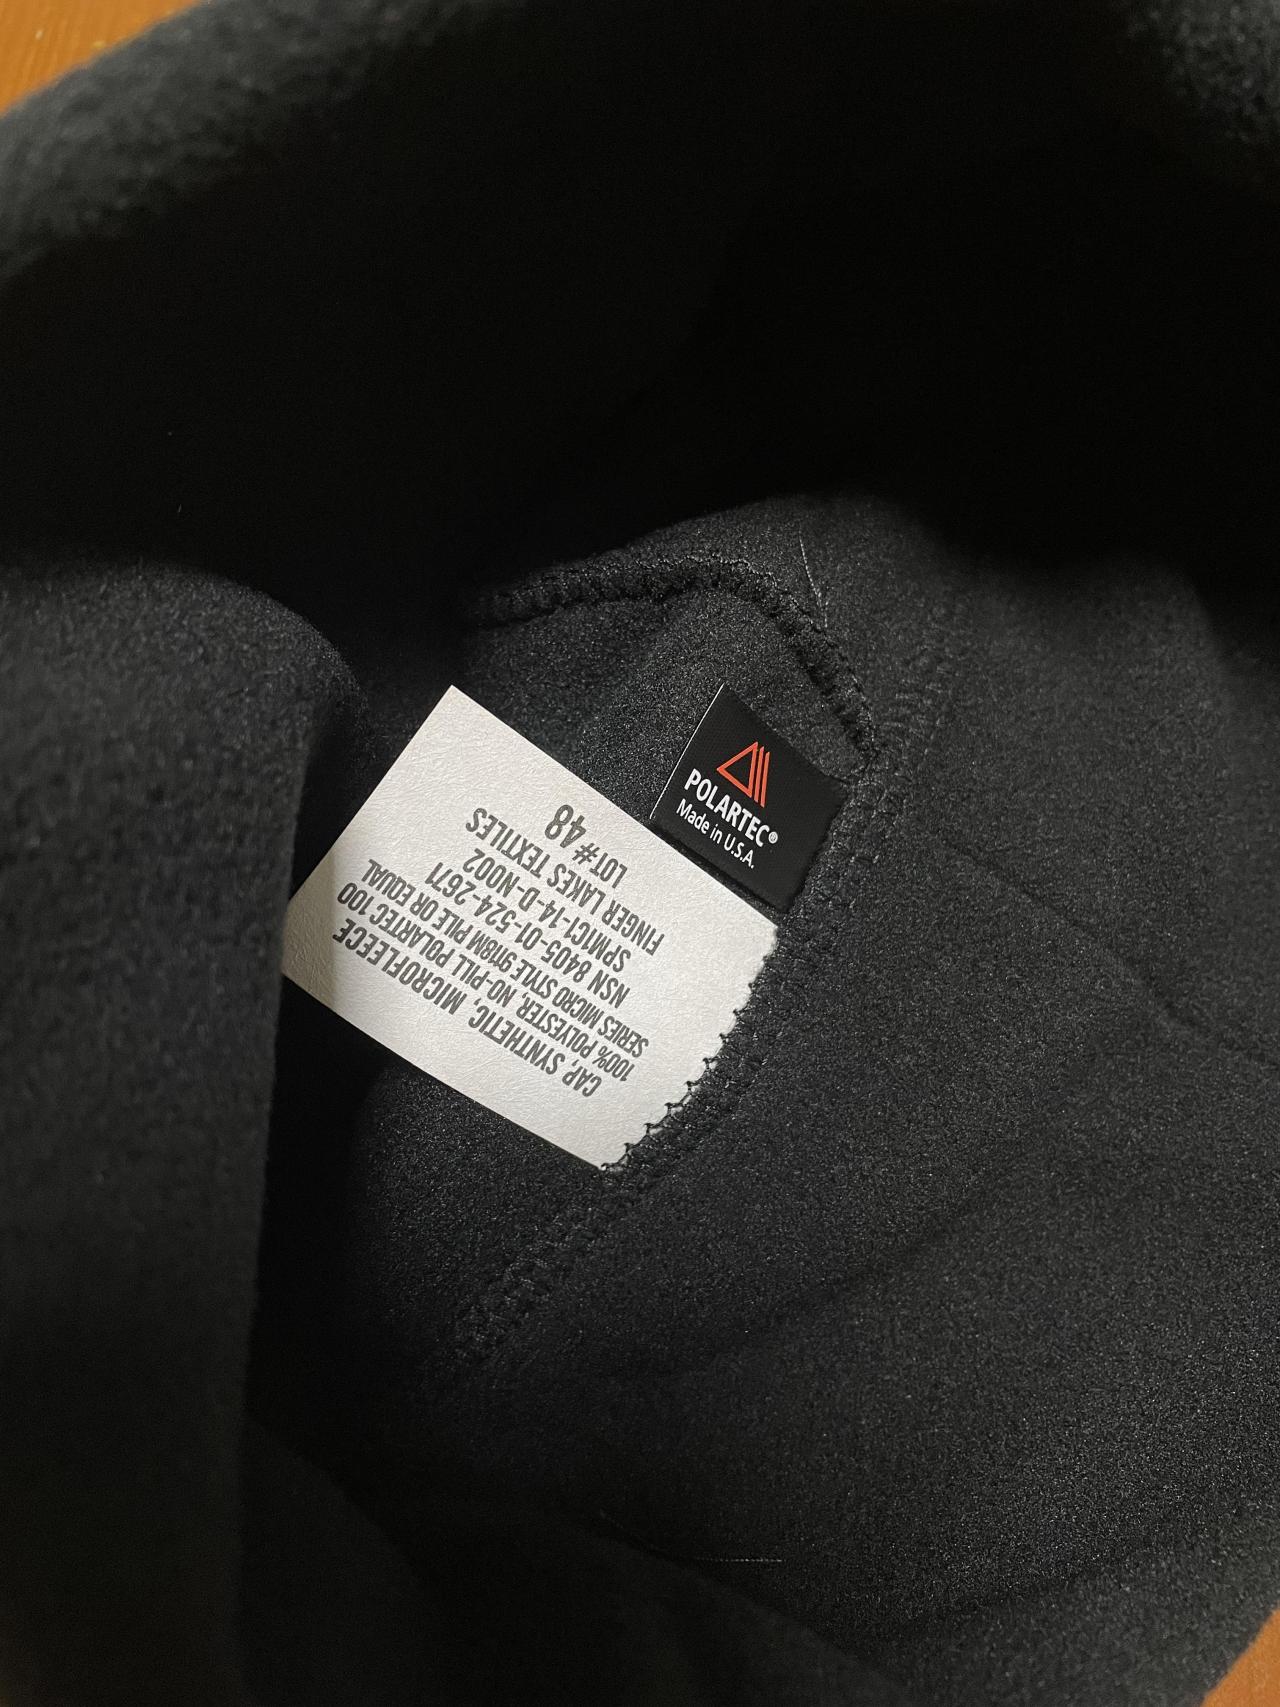 CAP, SYNTHETIC, MICROFLEECE
100% POLYESTER, NO-PILL POLARTEC 100
SERIES MICRO STYLE 9118M PILE OR EQUAL
NSN 8405-01-524-2671
SPM1C1-14-D-N002
FINGER LAKES TEXTILES
LOT# 48
POLARTEC®
Made in U.S.A.